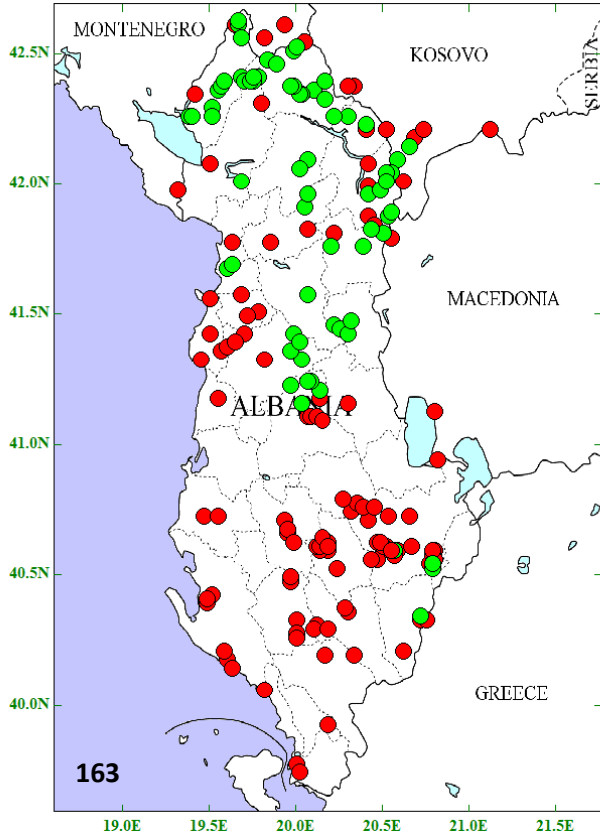 MONTENEGRO
42.5N
KOSOVO
SERBIA
42.0N
41.5N
MACEDONIA
ALBANIA
41.0N
40.5N
40.0N
GREECE
163
19.0E 19.5E 20.0E 20.5E 21.0E 21.5E